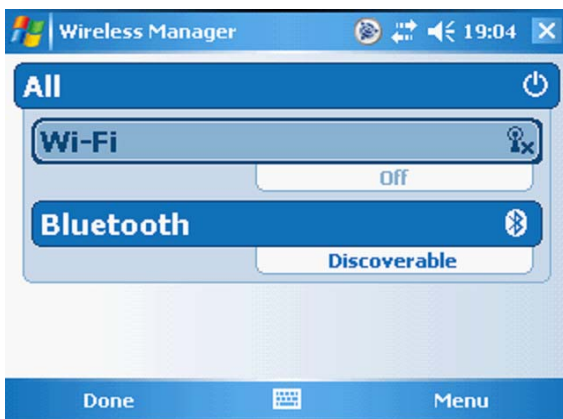 Wireless Manager 19:04
All
Wi-Fi
Off
Bluetooth
Discoverable
Done Menu